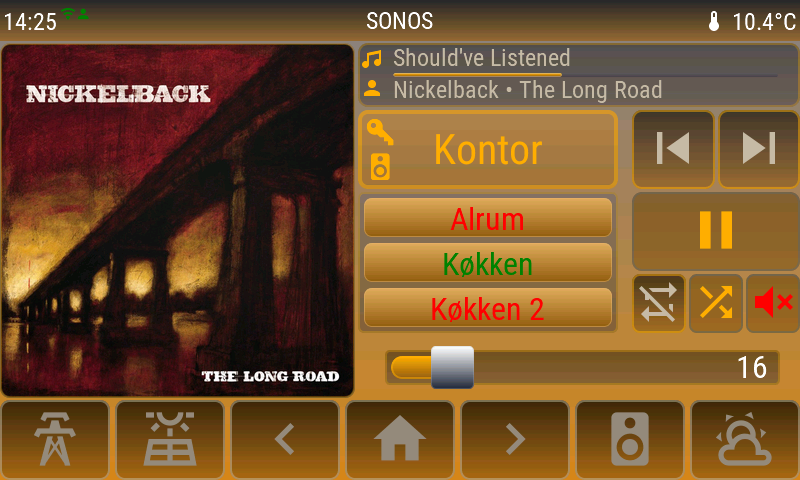 14:25
SONOS
10.4°C
NICKELBACK
THE LONG ROAD
Should've Listened
Nickelback • The Long Road
Kontor
Alrum
Køkken
Køkken 2
16